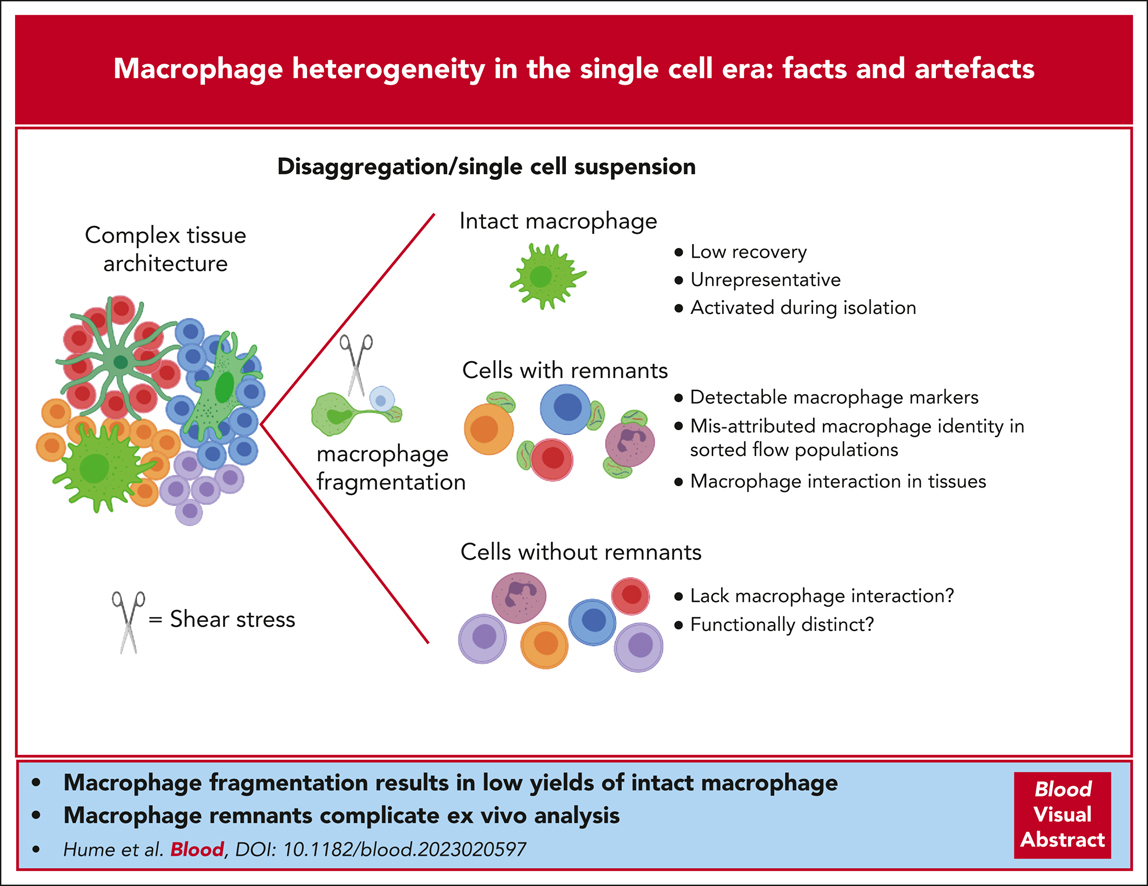 Macrophage heterogeneity in the single cell era: facts and artefacts
Disaggregation/single cell suspension
Complex tissue
architecture
= Shear stress
macrophage
fragmentation
Intact macrophage
● Low recovery
● Unrepresentative
● Activated during isolation
Cells with remnants
● Detectable macrophage markers
● Mis-attributed macrophage identity in
sorted flow populations
● Macrophage interaction in tissues
Cells without remnants
● Lack macrophage interaction?
● Functionally distinct?
• Macrophage fragmentation results in low yields of intact macrophage
• Macrophage remnants complicate ex vivo analysis
• Hume et al. Blood, DOI: 10.1182/blood.2023020597
Blood
Visual
Abstract